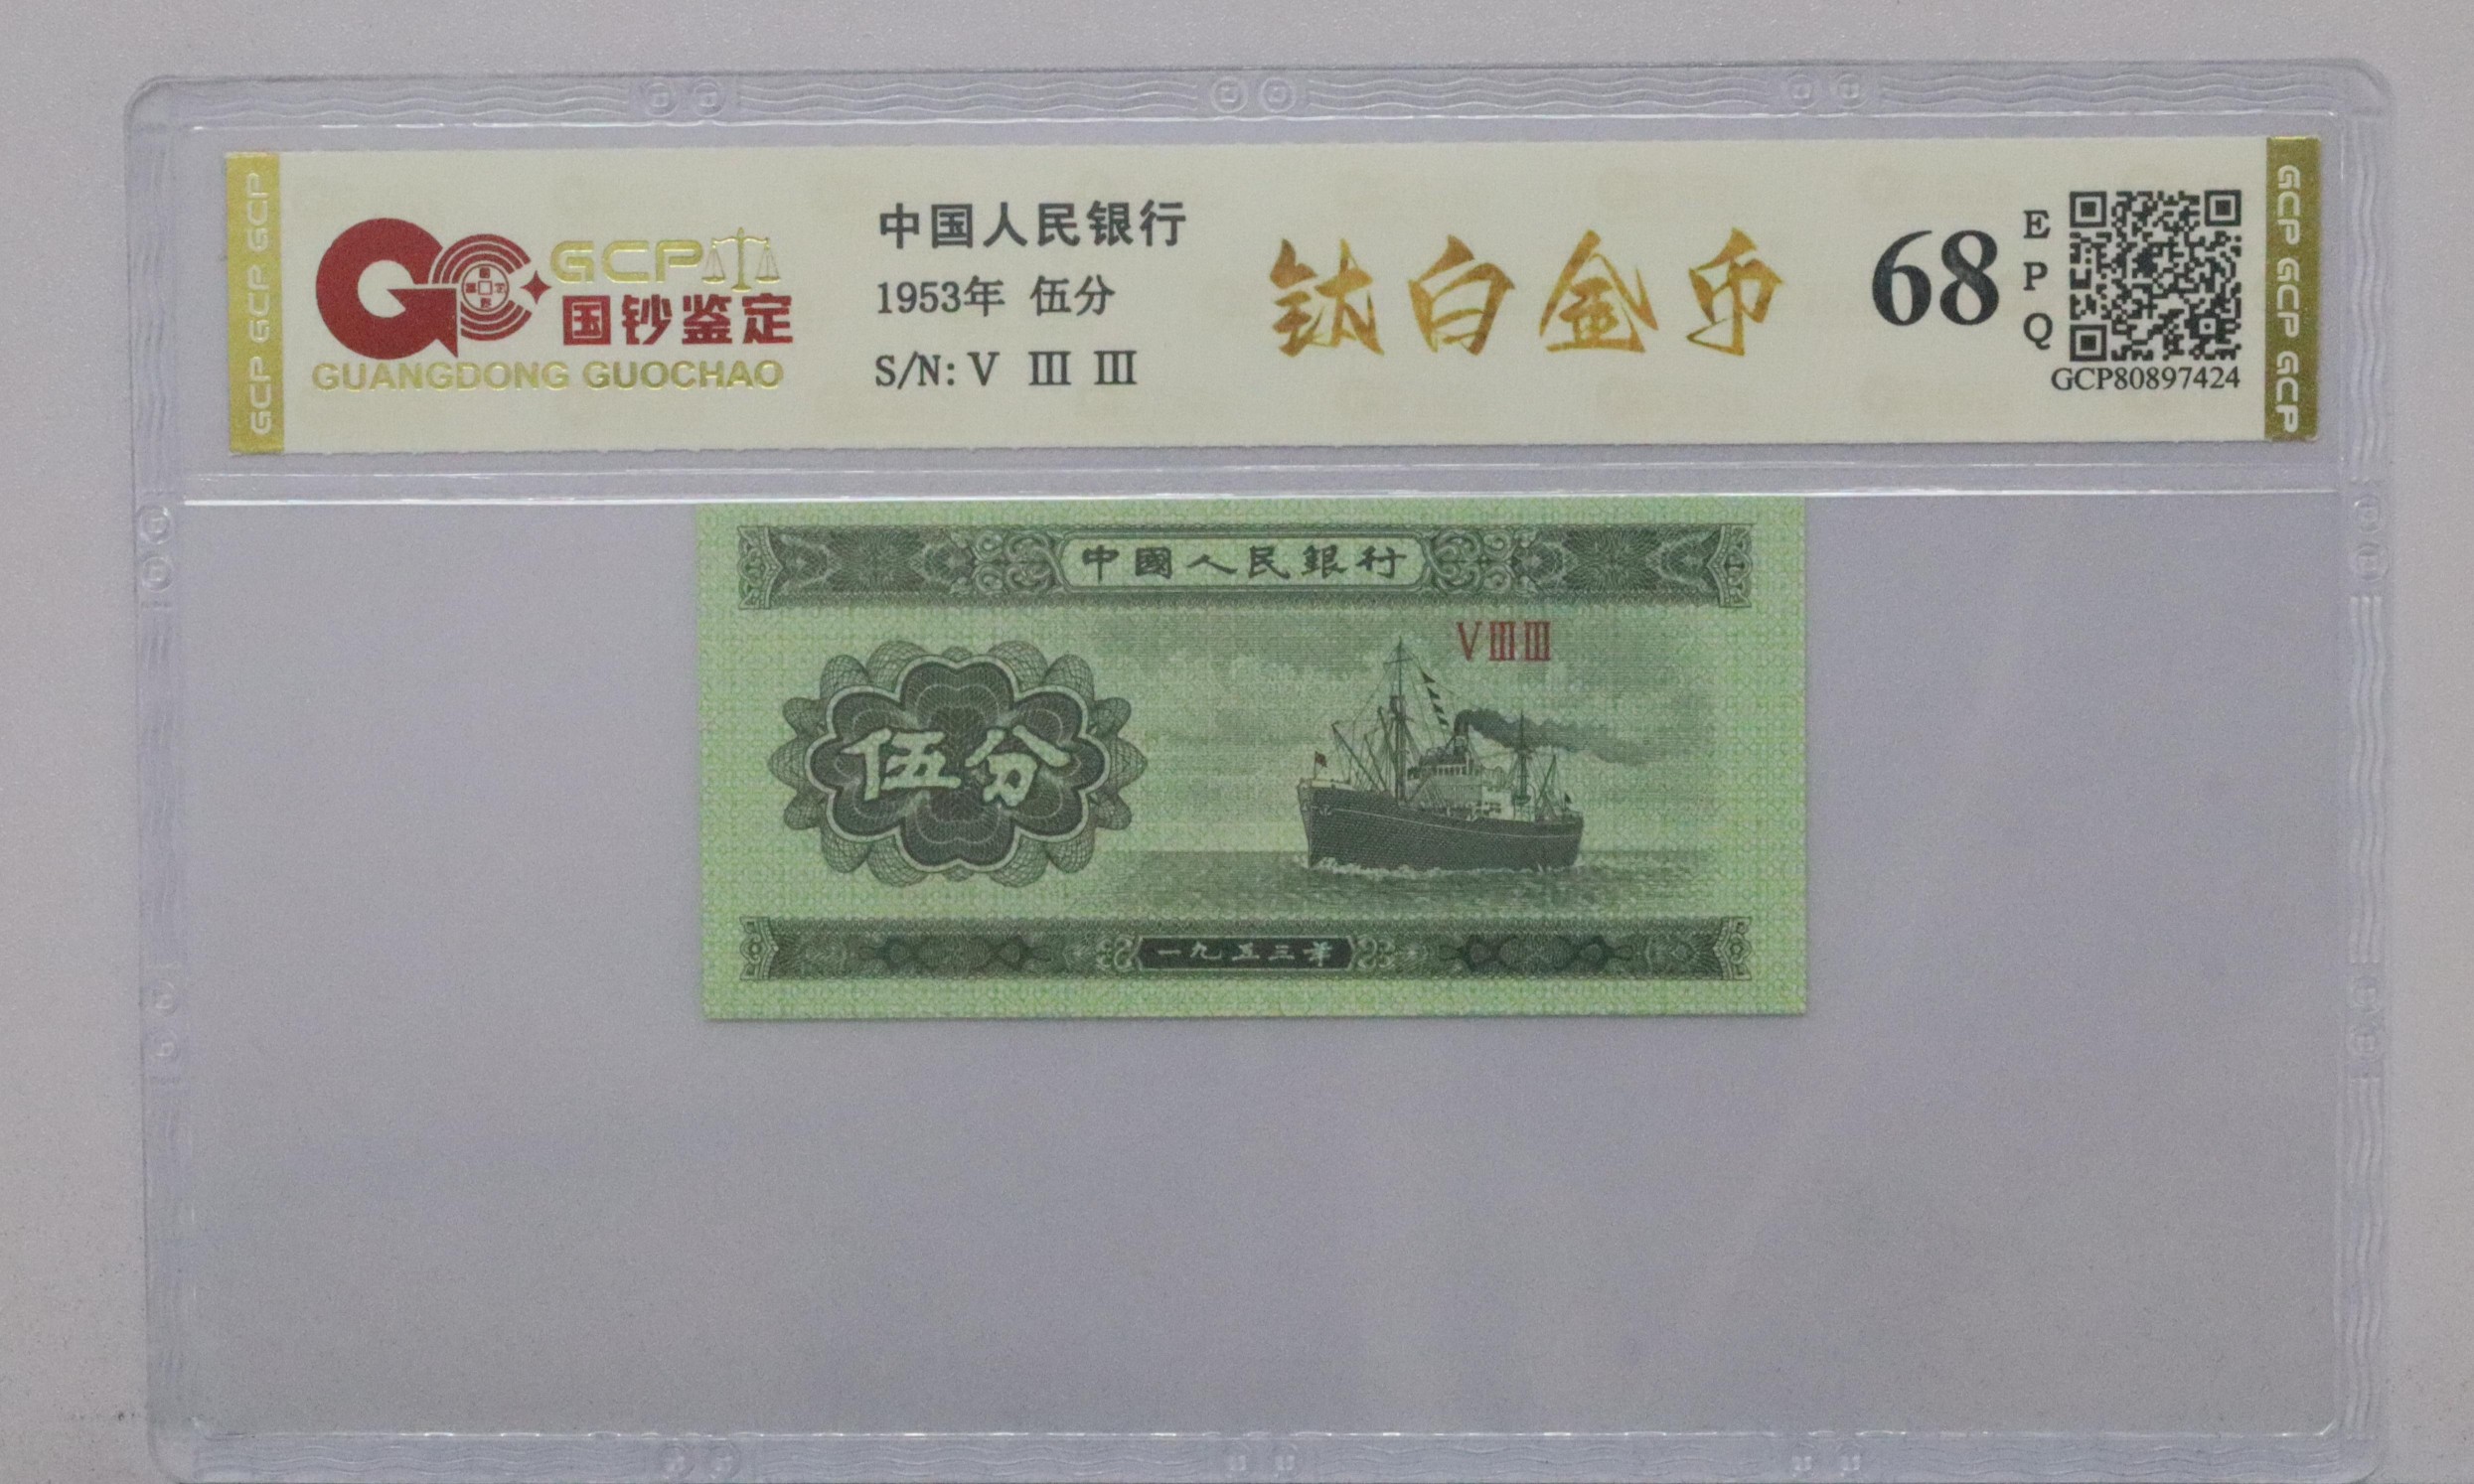 GCP GCP GCP
GCP
国钞鉴定
GUANGDONG GUOCHAO
中国人民银行
1953年 伍分
S/N: V III III
钛白金币
68
E
P
Q
GCP80897424
GCP GCP GCP
中國人民銀行
V III III
伍分
一九五三年